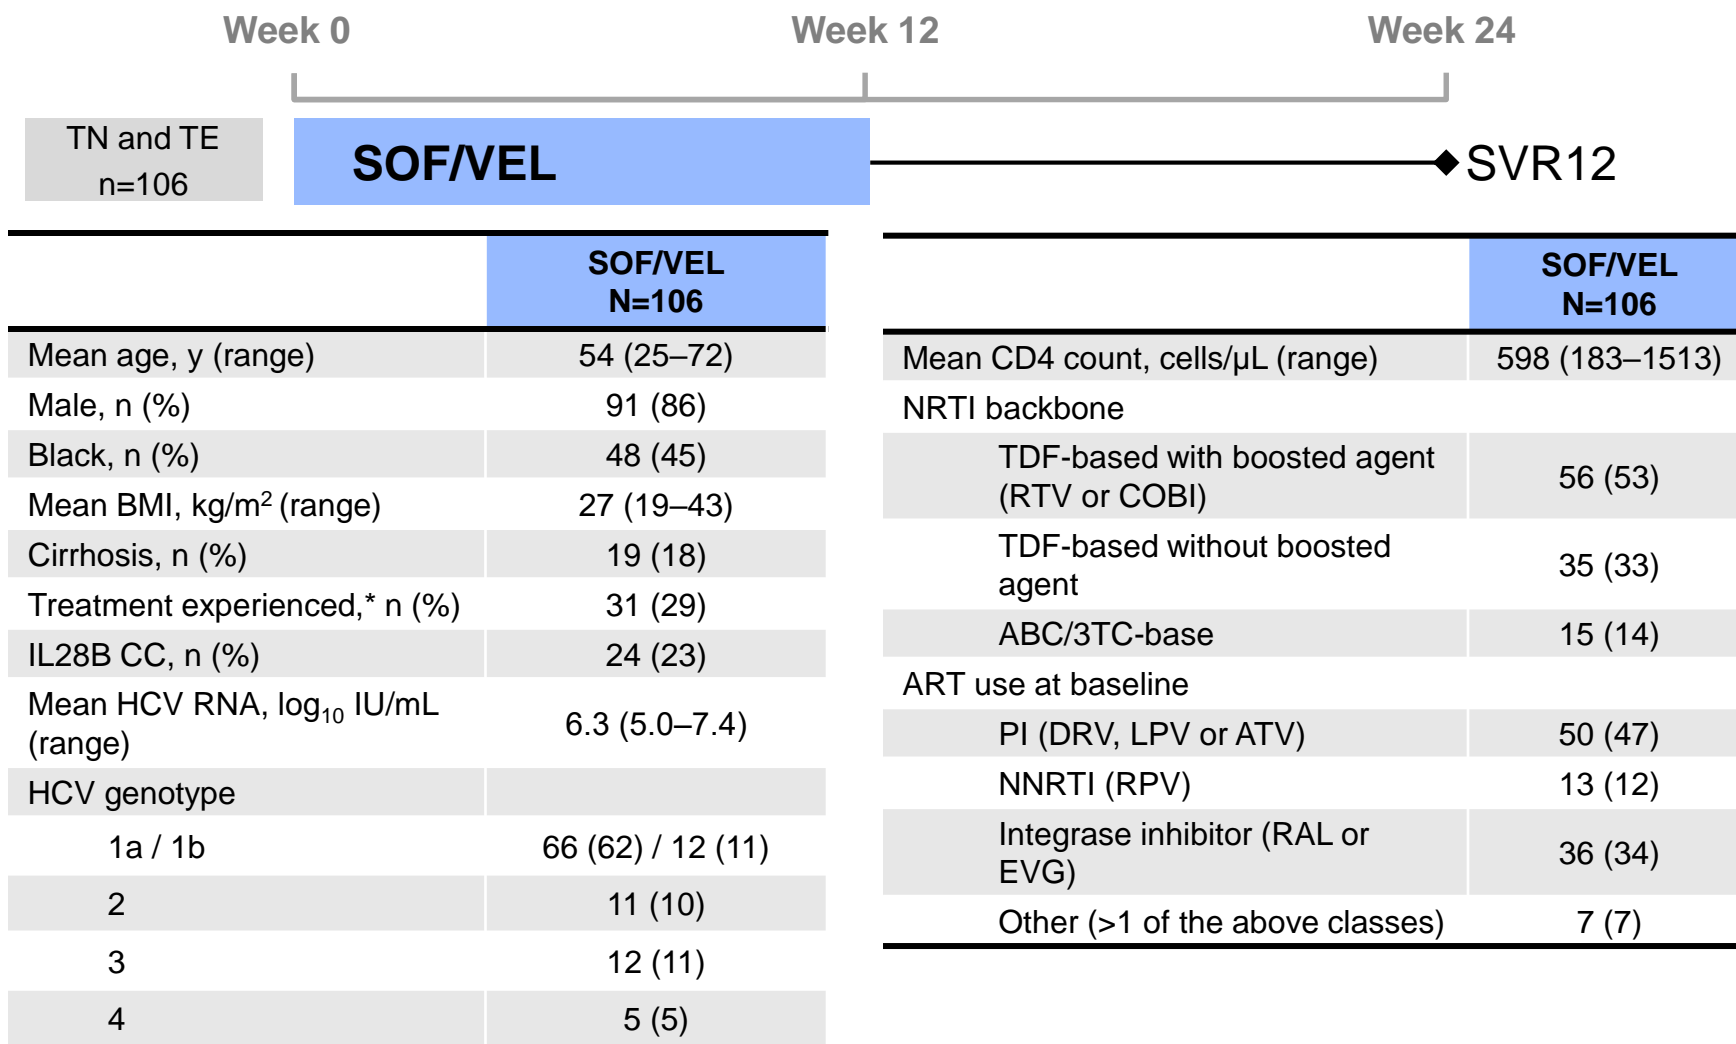 Week 0 Week 12 Week 24
TN and TE
n=106
SOF/VEL
SVR12
SOF/VEL
N=106
Mean age, y (range) 54 (25–72)
Male, n (%) 91 (86)
Black, n (%) 48 (45)
Mean BMI, kg/m² (range) 27 (19–43)
Cirrhosis, n (%) 19 (18)
Treatment experienced,* n (%) 31 (29)
IL28B CC, n (%) 24 (23)
Mean HCV RNA, log₁₀ IU/mL
(range) 6.3 (5.0–7.4)
HCV genotype
1a / 1b 66 (62) / 12 (11)
2 11 (10)
3 12 (11)
4 5 (5)
SOF/VEL
N=106
Mean CD4 count, cells/μL (range) 598 (183–1513)
NRTI backbone
TDF-based with boosted agent
(RTV or COBI) 56 (53)
TDF-based without boosted
agent 35 (33)
ABC/3TC-base 15 (14)
ART use at baseline
PI (DRV, LPV or ATV) 50 (47)
NNRTI (RPV) 13 (12)
Integrase inhibitor (RAL or
EVG) 36 (34)
Other (>1 of the above classes) 7 (7)